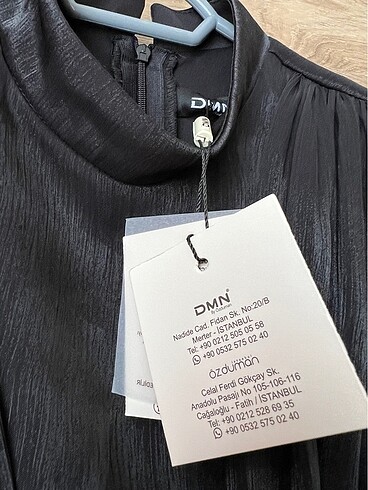 DMN
DMN
By Özduman
Nadide Cad. Fidan Sk. No:20/B
Merter - İSTANBUL
Tel: +90 0212 505 05 58
+90 0532 575 02 40
özduman
Celal Ferdi Gökçay Sk.
Anadolu Pasajı No 105-106-116
Cağaloğlu - Fatih / İSTANBUL
Tel: +90 0212 528 69 35
+90 0532 575 02 40